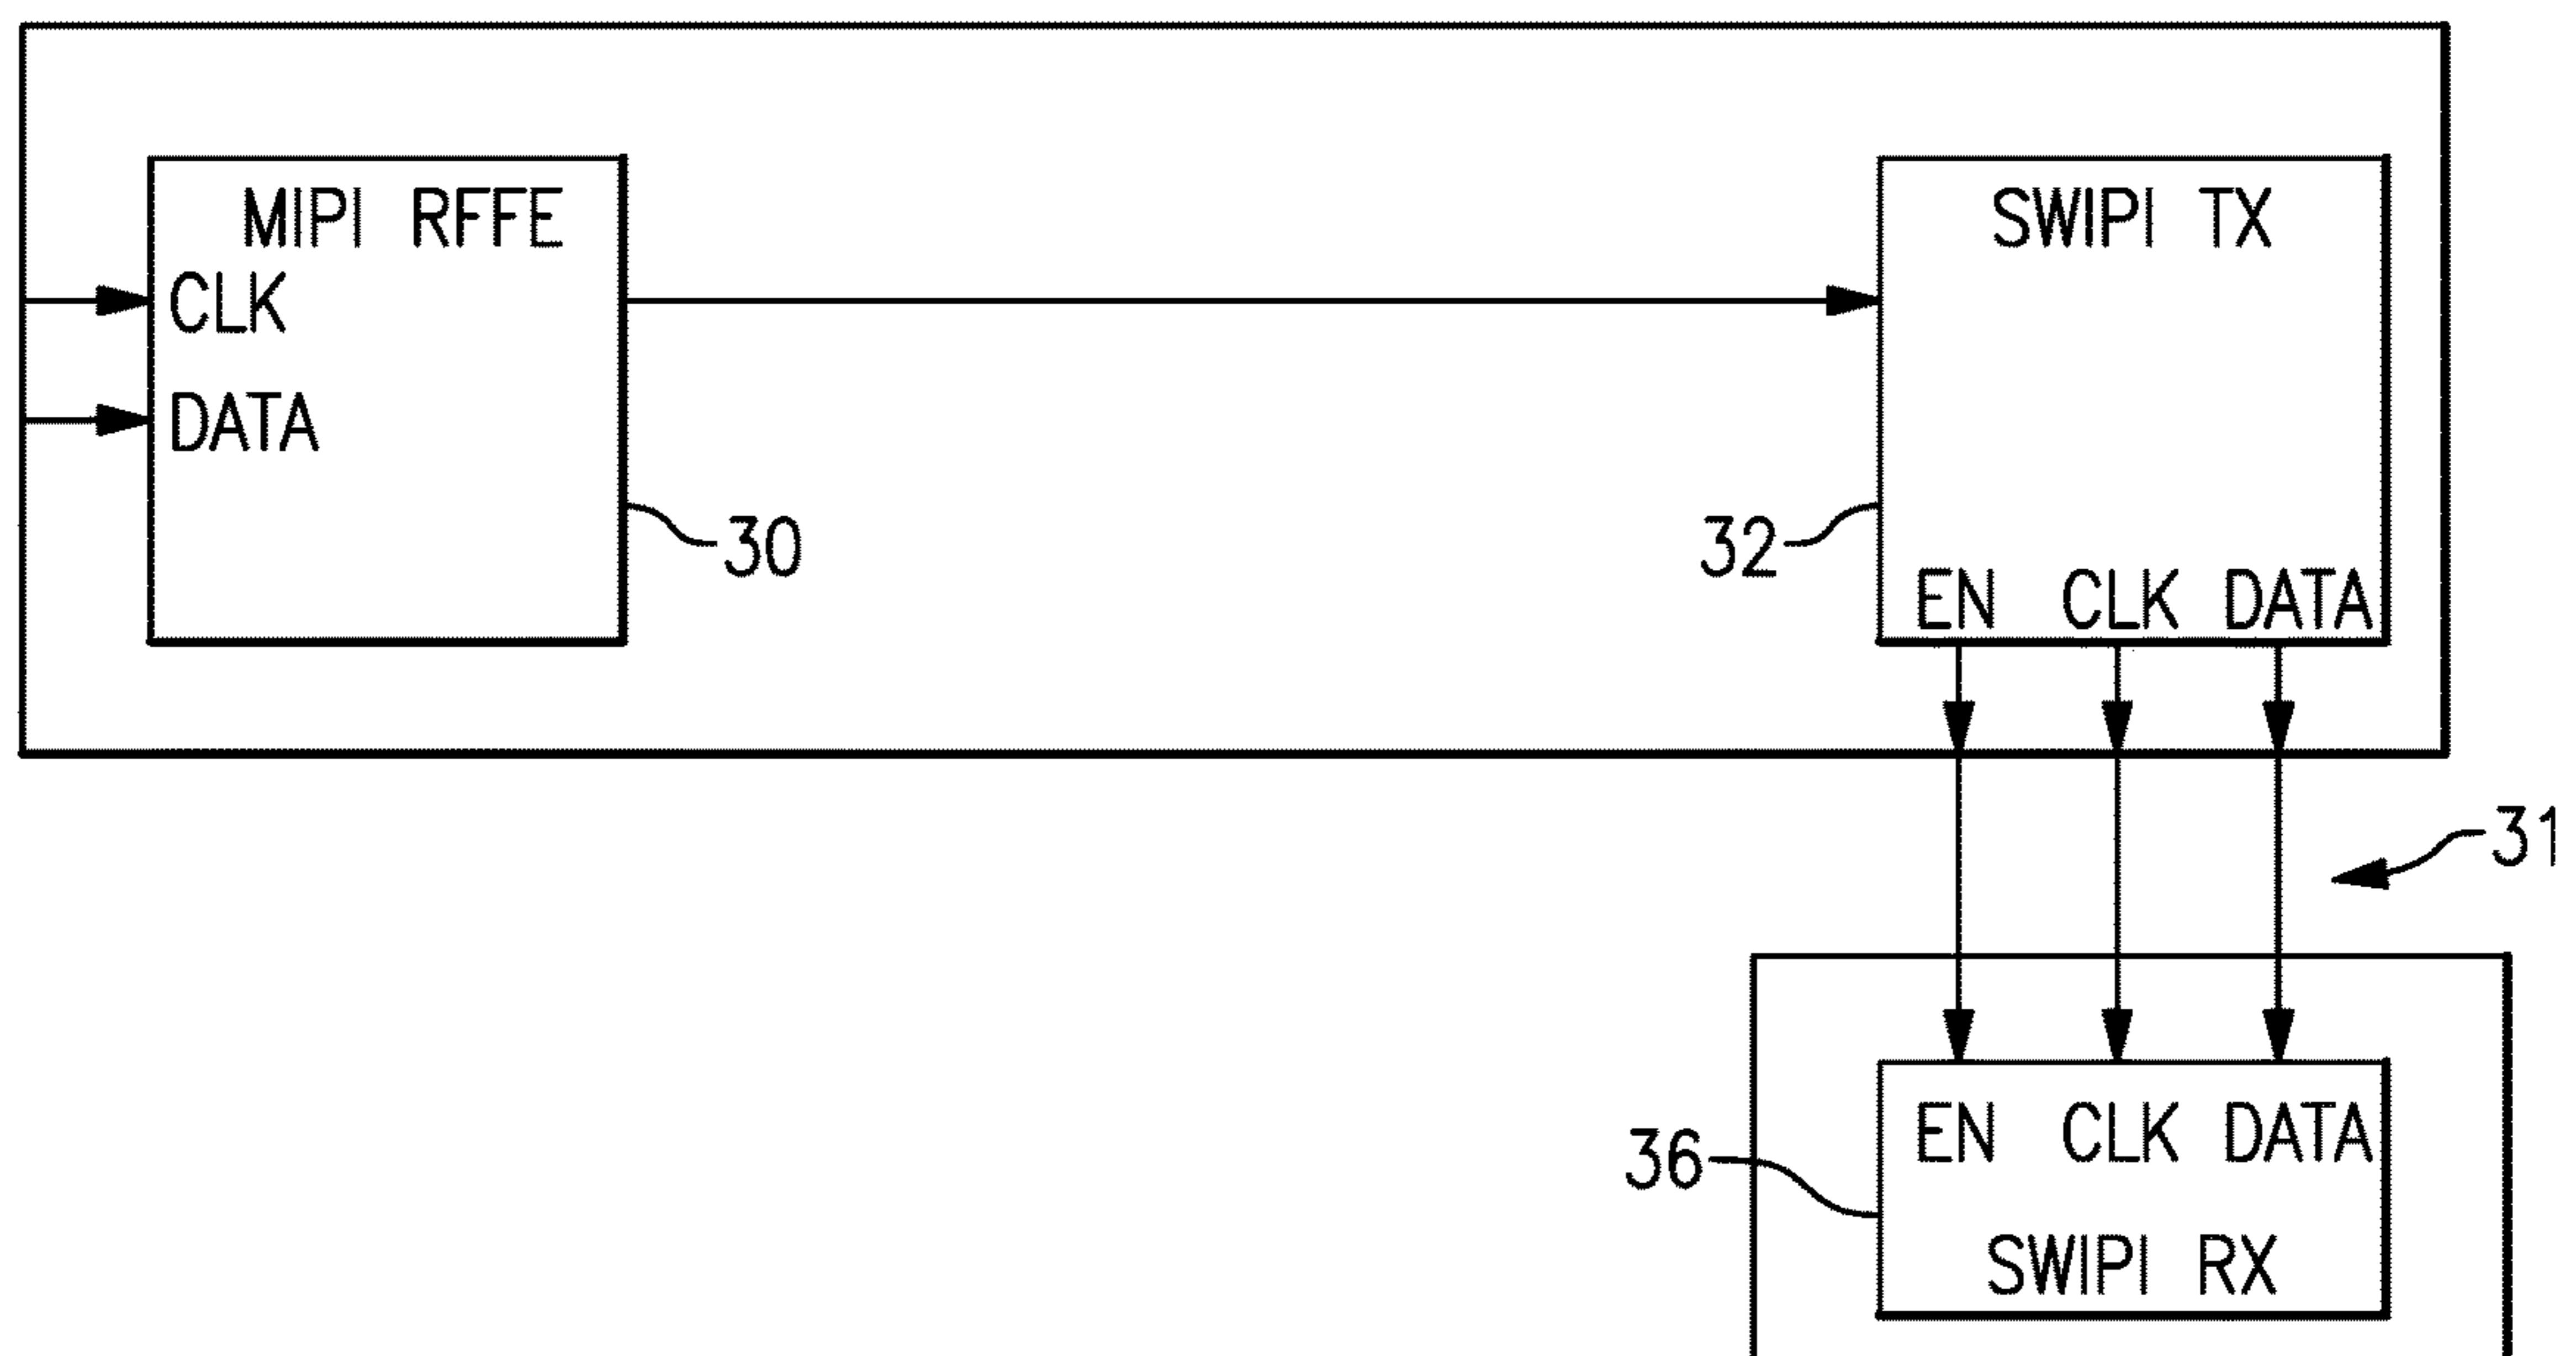 MIPI RFFE
CLK
DATA
30
SWIPI TX
32
EN CLK DATA
31
EN CLK DATA
36
SWIPI RX